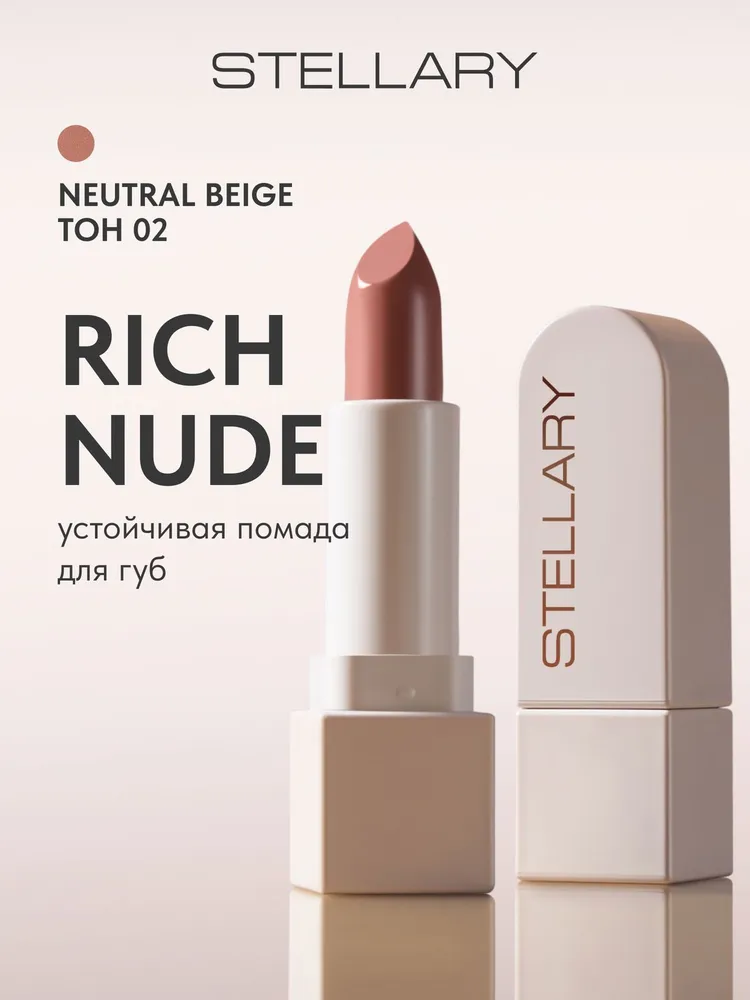 STELLARY
NEUTRAL BEIGE
ТОН 02
RICH
NUDE
устойчивая помада
для губ
STELLARY